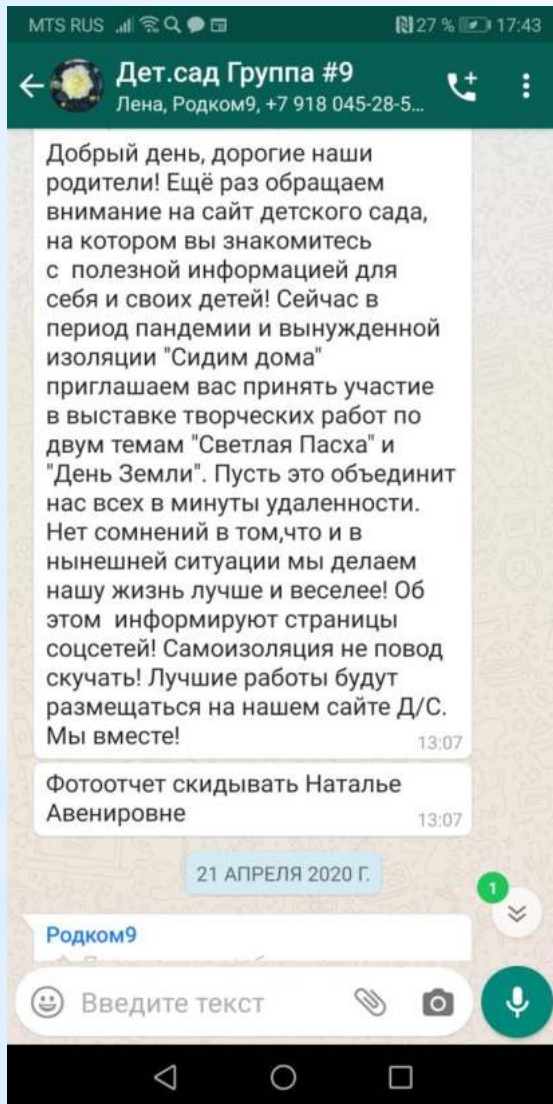 MTS RUS 27 % 17:43
Дет.сад Группа #9
Лена, Родком9, +7 918 045-28-5...
Добрый день, дорогие наши
родители! Ещё раз обращаем
внимание на сайт детского сада,
на котором вы знакомитесь
с полезной информацией для
себя и своих детей! Сейчас в
период пандемии и вынужденной
изоляции "Сидим дома"
приглашаем вас принять участие
в выставке творческих работ по
двум темам "Светлая Пасха" и
"День Земли". Пусть это объединит
нас всех в минуты удаленности.
Нет сомнений в том,что и в
нынешней ситуации мы делаем
нашу жизнь лучше и веселее! Об
этом информируют страницы
соцсетей! Самоизоляция не повод
скучать! Лучшие работы будут
размещаться на нашем сайте Д/С.
Мы вместе!
13:07
Фотоотчет скидывать Наталье
Авенировне
13:07
21 АПРЕЛЯ 2020 Г.
1
Родком9
Введите текст